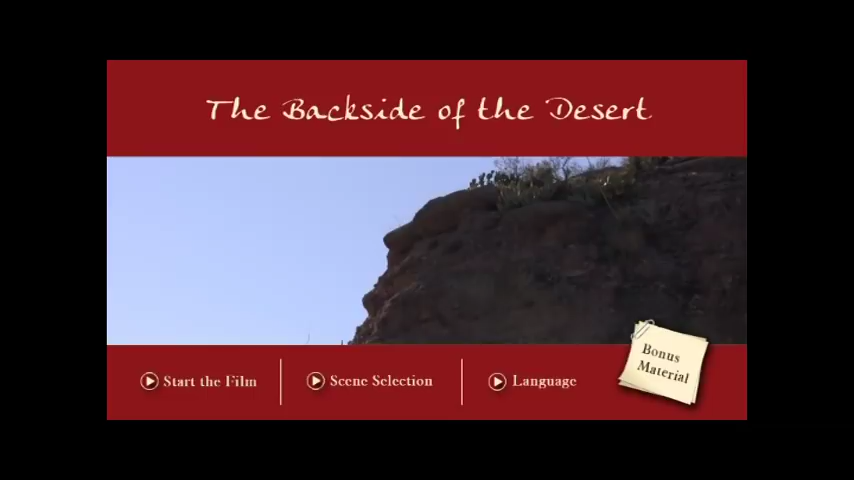 The Backside of the Desert
Start the Film
Scene Selection
Language
Bonus
Material